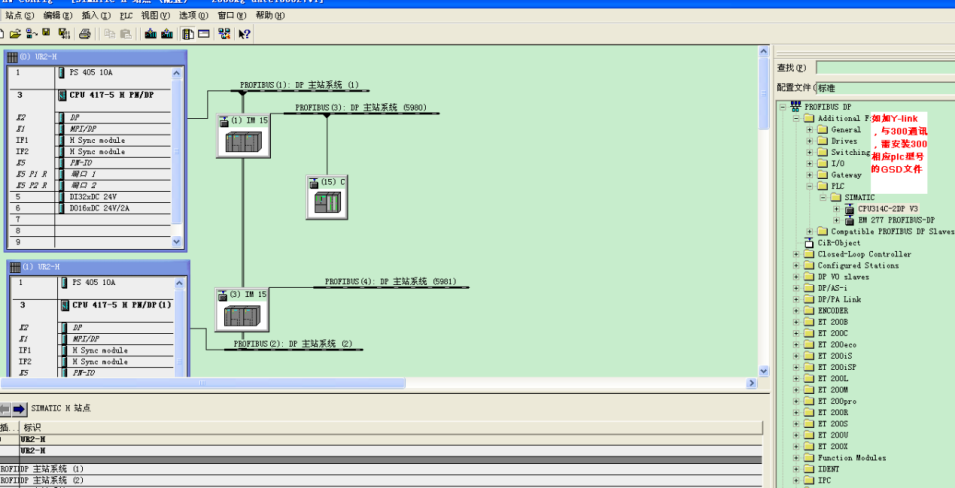 站点(S) 编辑(E) 插入(I) PLC 视图(V) 选项(O) 窗口(W) 帮助(H)
(0) UR2-H
1 PS 405 10A
3 CPU 417-5 H PN/DP
X2 DP
X1 MPI/DP
IF1 H Sync module
IF2 H Sync module
X5 PN-IO
X5 P1 R 端口 1
X5 P2 R 端口 2
5 DI32xDC 24V
6 DO16xDC 24V/2A
7
8
9
(1) UR2-H
1 PS 405 10A
3 CPU 417-5 H PN/DP(1)
X2 DP
X1 MPI/DP
IF1 H Sync module
IF2 H Sync module
X5 PN-IO
PROFIBUS(1): DP 主站系统 (1)
PROFIBUS(3): DP 主站系统 (5980)
(1) IM 15
(15) C
PROFIBUS(4): DP 主站系统 (5981)
(3) IM 15
PROFIBUS(2): DP 主站系统 (2)
查找(F)
配置文件(
标准
PROFIBUS DP
Additional F
General
Drives
Switching
I/O
Gateway
PLC
SIMATIC
CPU314C-2DP V3
EM 277 PROFIBUS-DP
Compatible PROFIBUS DP Slaves
CiR-Object
Closed-Loop Controller
Configured Stations
DP V0 slaves
DP/AS-i
DP/PA Link
ENCODER
ET 200B
ET 200C
ET 200eco
ET 200iS
ET 200iSP
ET 200L
ET 200M
ET 200pro
ET 200R
ET 200S
ET 200V
ET 200X
Function Modules
IDENT
IPC
如加Y-link
，与300通讯
，需安装300
相应plc型号
的GSD文件
SIMATIC H 站点
插... 标识
0 UR2-H
UR2-H
PROFI DP 主站系统 (1)
PROFI DP 主站系统 (2)